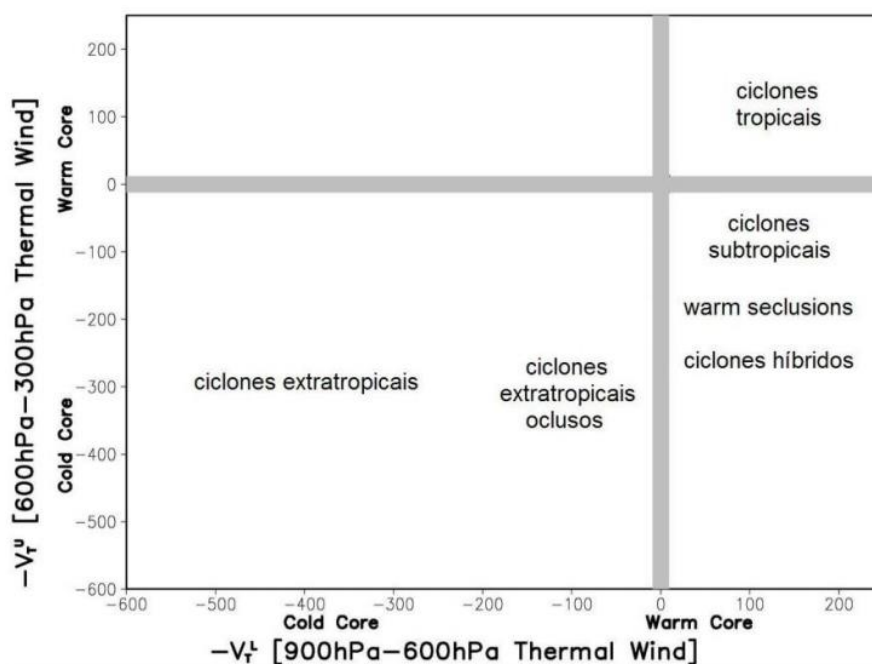 200
100
0
-100
-200
-300
-400
-500
-600
-600
-500
-400
-300
-200
-100
0
100
200
Warm Core
Cold Core
-V_T^U [600hPa-300hPa Thermal Wind]
ciclones
tropicais
ciclones
subtropicais
warm seclusions
ciclones híbridos
ciclones extratropicais
ciclones
extratropicais
oclusos
Cold Core
Warm Core
-V_T^L [900hPa-600hPa Thermal Wind]